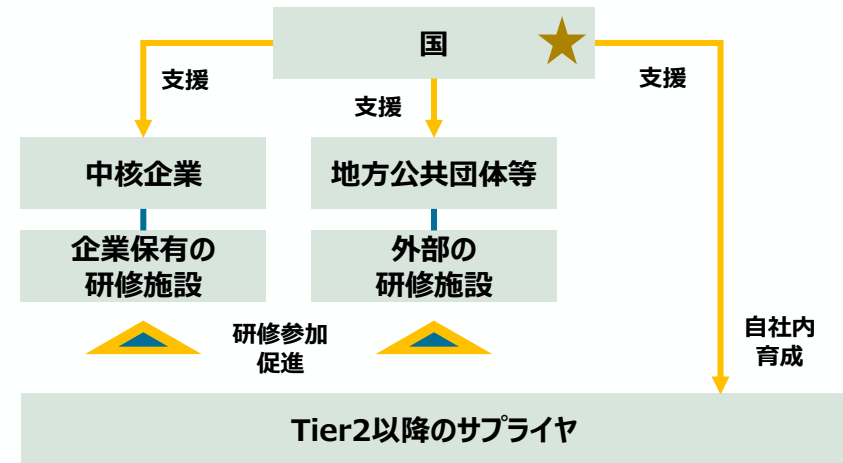 国
支援
支援
支援
中核企業
地方公共団体等
企業保有の
研修施設
外部の
研修施設
研修参加
促進
自社内
育成
Tier2以降のサプライヤ